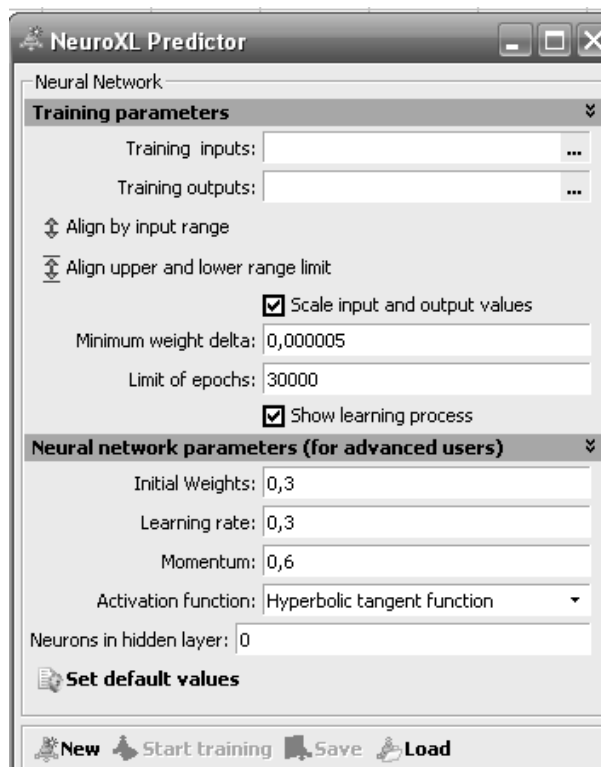 NeuroXL Predictor
Neural Network
Training parameters
Training inputs: ...
Training outputs: ...
Align by input range
Align upper and lower range limit
Scale input and output values
Minimum weight delta: 0,000005
Limit of epochs: 30000
Show learning process
Neural network parameters (for advanced users)
Initial Weights: 0,3
Learning rate: 0,3
Momentum: 0,6
Activation function: Hyperbolic tangent function
Neurons in hidden layer: 0
Set default values
New Start training Save Load